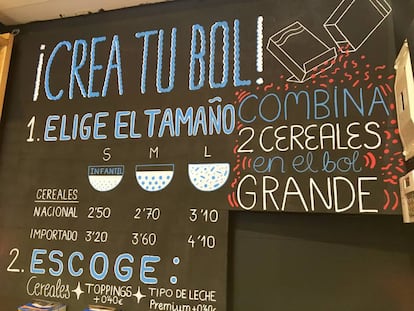 ¡CREA TU BOL!
1. ELIGE EL TAMAÑO
S M L
INFANTIL
CEREALES
NACIONAL 2'50 2'70 3'10
IMPORTADO 3'20 3'60 4'10
2. ESCOGE:
Cereales + TOPPINGS + TIPO DE LECHE
+0'40€ Premium +0'40€
COMBINA
2 CEREALES
en el bol
GRANDE